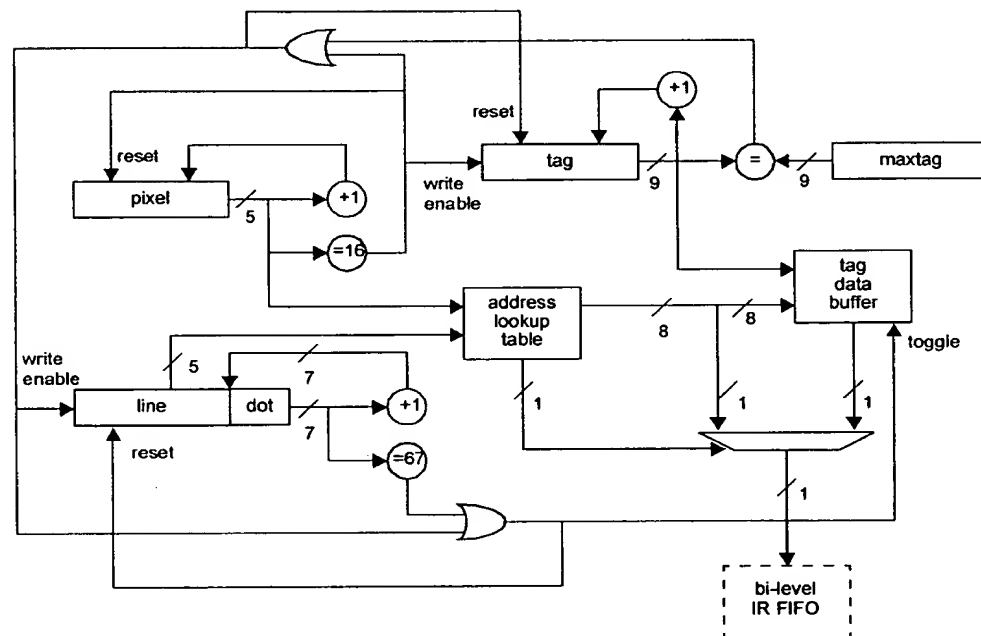 +1
reset
reset
tag
=
maxtag
write
enable
9
9
pixel
+1
5
=16
tag
data
buffer
address
lookup
table
8
8
toggle
write
enable
5
7
line
dot
+1
7
1
1
1
reset
=67
1
bi-level
IR FIFO